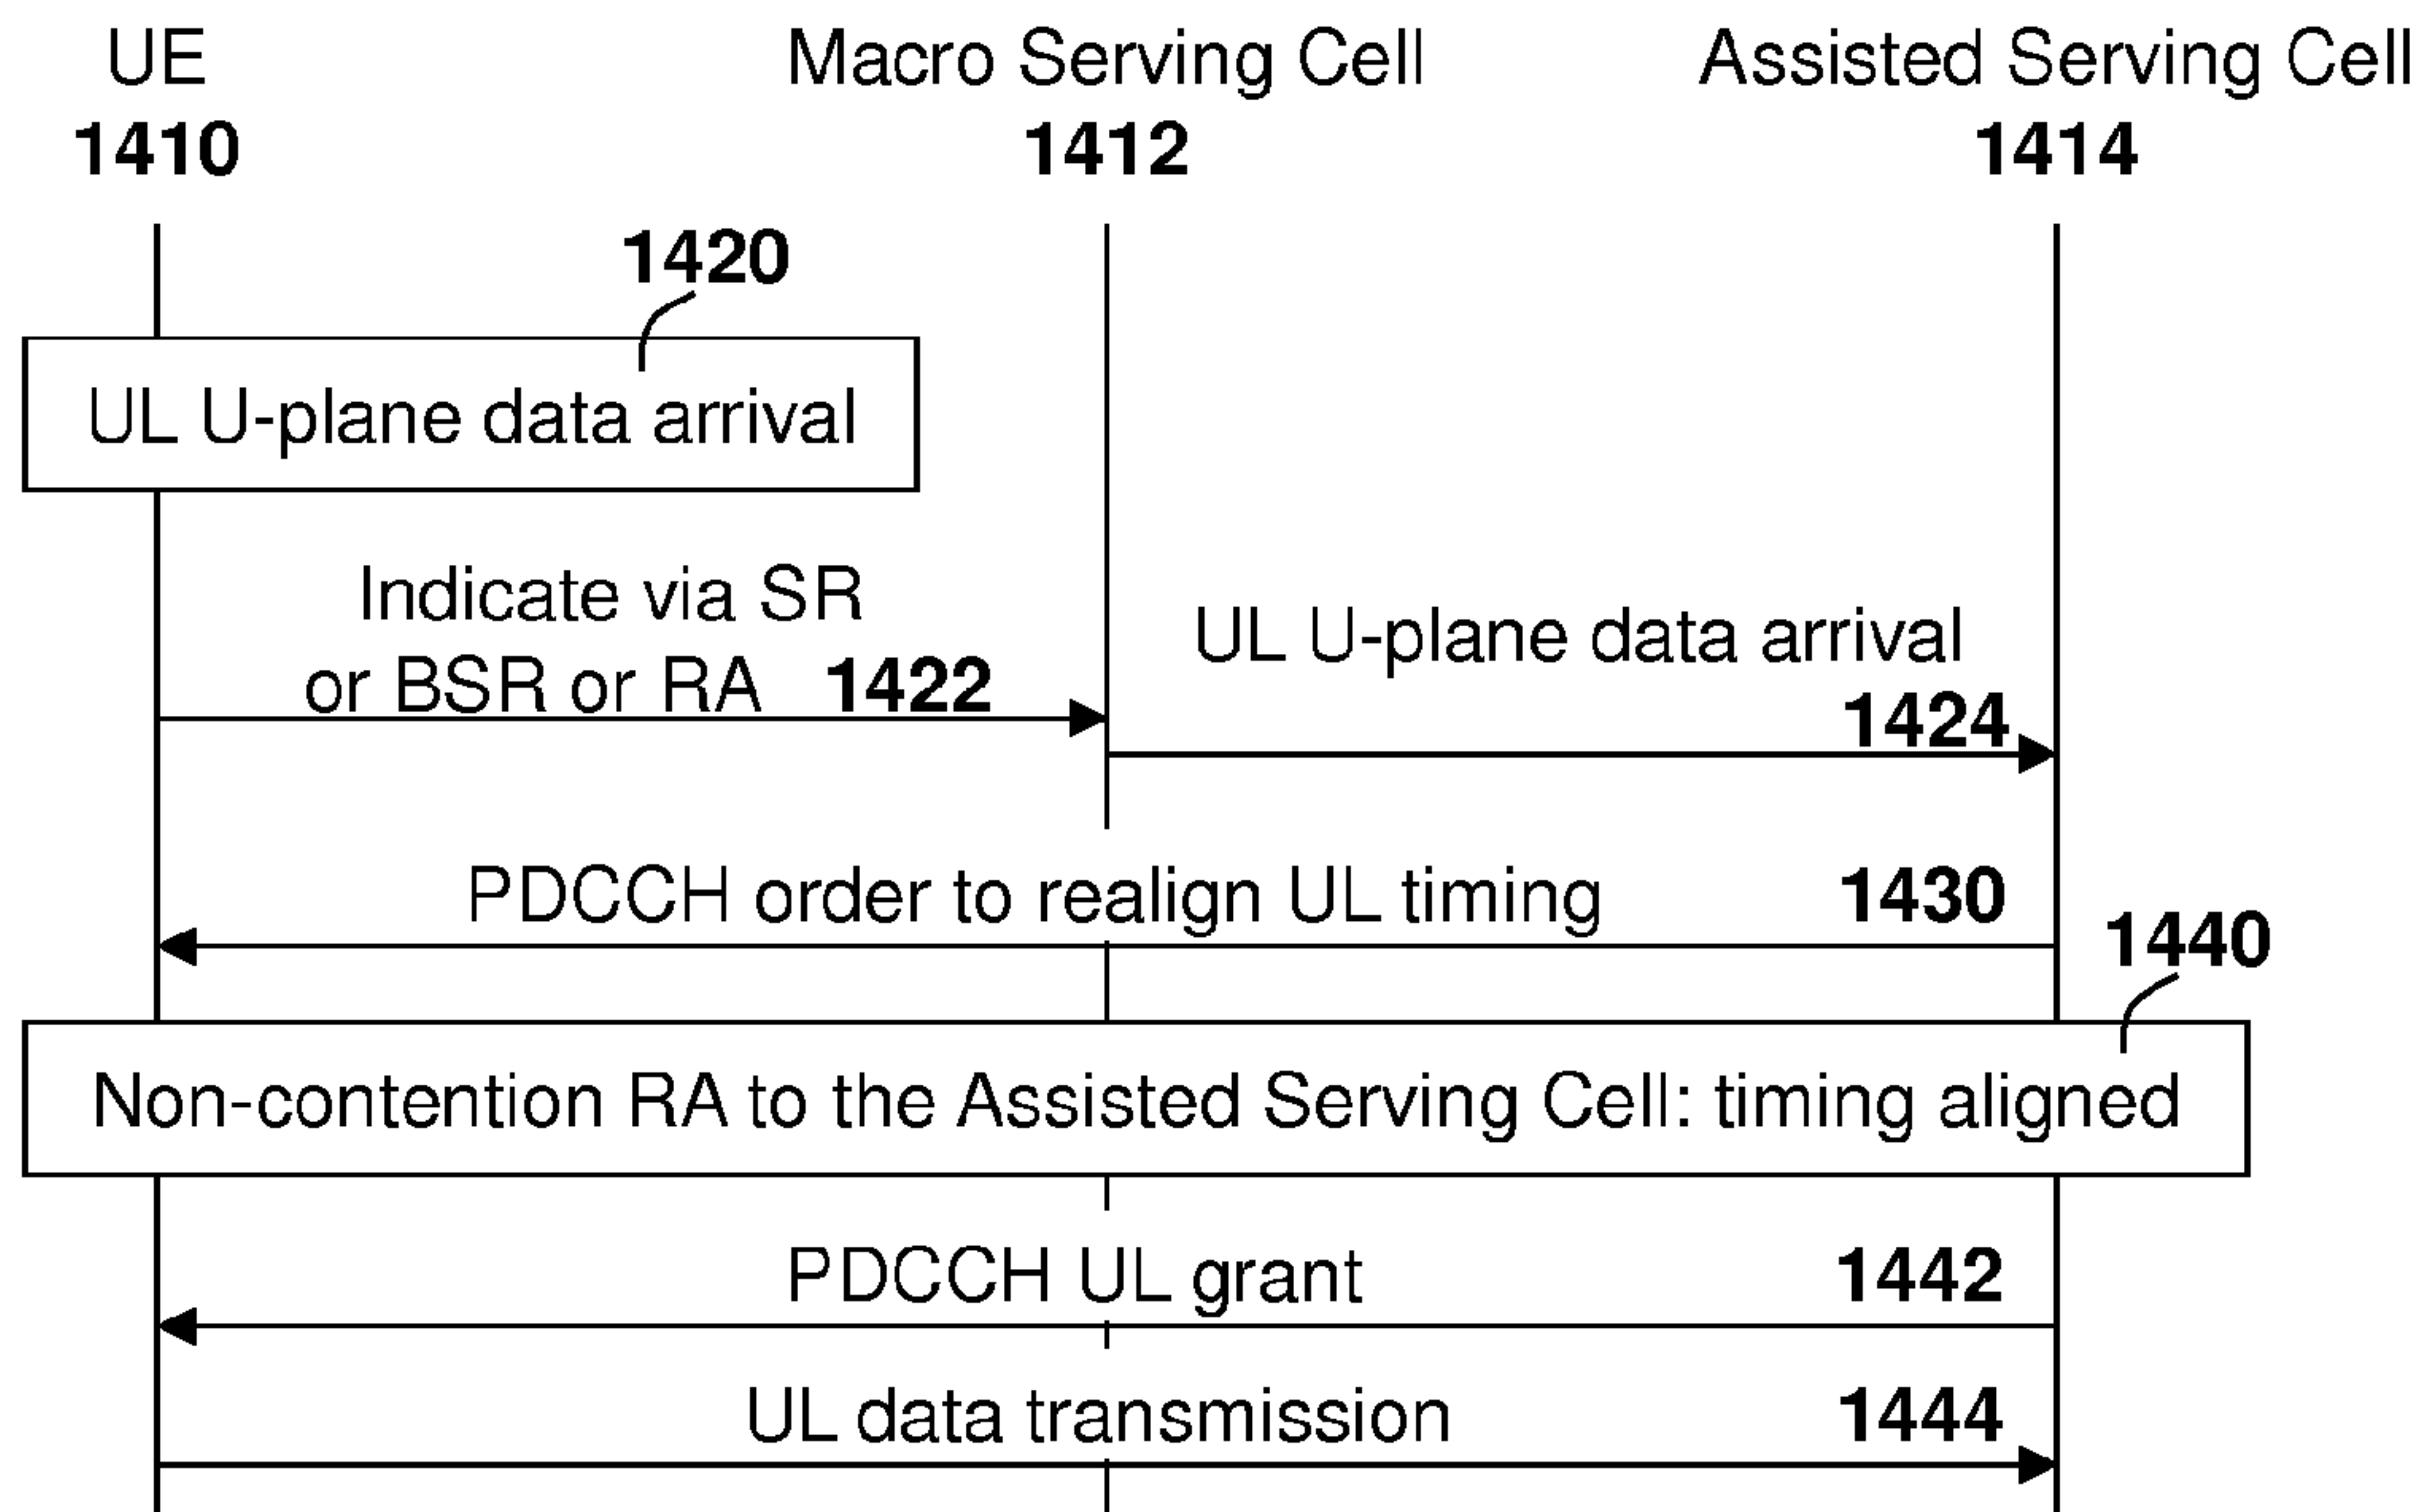 UE
1410
Macro Serving Cell
1412
Assisted Serving Cell
1414
1420
UL U-plane data arrival
Indicate via SR
or BSR or RA 1422
UL U-plane data arrival
1424
PDCCH order to realign UL timing 1430
1440
Non-contention RA to the Assisted Serving Cell: timing aligned
PDCCH UL grant 1442
UL data transmission 1444